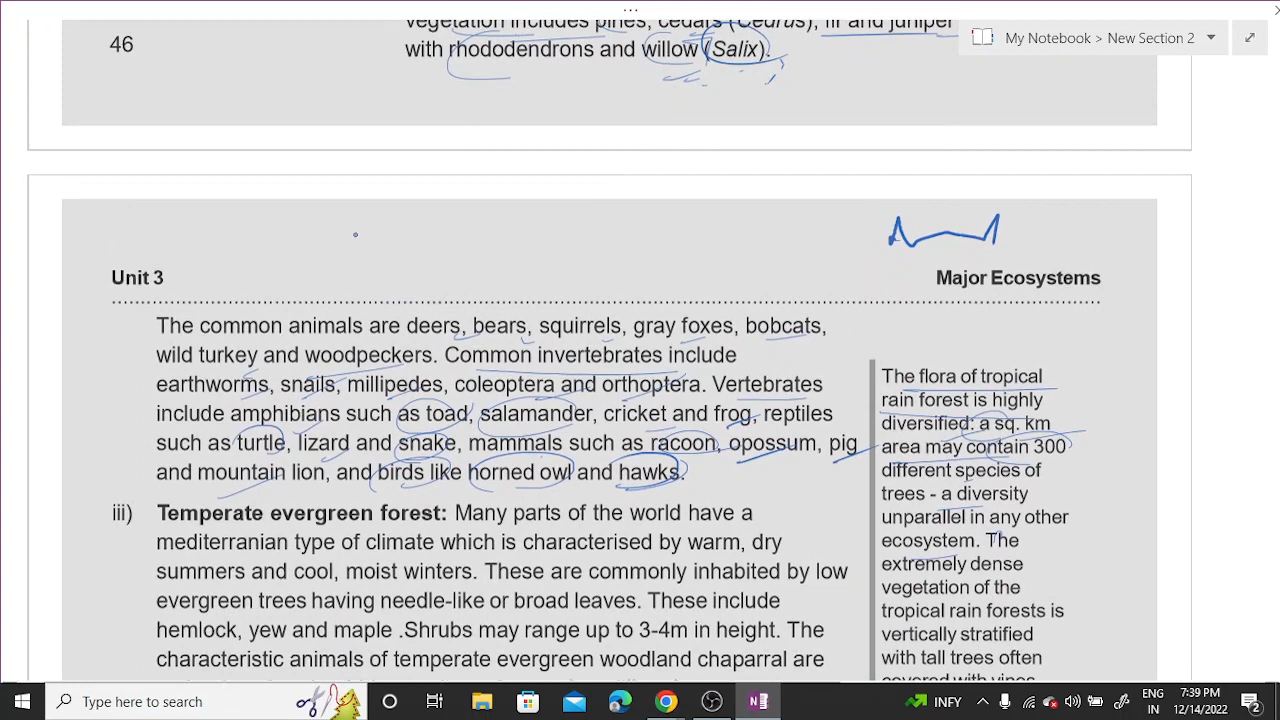 vegetation includes pines, cedars (Cedrus), fir and juniper
46
with rhododendrons and willow (Salix).
My Notebook > New Section 2
Unit 3
Major Ecosystems
The common animals are deers, bears, squirrels, gray foxes, bobcats,
wild turkey and woodpeckers. Common invertebrates include
earthworms, snails, millipedes, coleoptera and orthoptera. Vertebrates
include amphibians such as toad, salamander, cricket and frog, reptiles
such as turtle, lizard and snake, mammals such as racoon, opossum, pig
and mountain lion, and birds like horned owl and hawks.
iii) Temperate evergreen forest: Many parts of the world have a
mediterranian type of climate which is characterised by warm, dry
summers and cool, moist winters. These are commonly inhabited by low
evergreen trees having needle-like or broad leaves. These include
hemlock, yew and maple .Shrubs may range up to 3-4m in height. The
characteristic animals of temperate evergreen woodland chaparral are
The flora of tropical
rain forest is highly
diversified: a sq. km
area may contain 300
different species of
trees - a diversity
unparallel in any other
ecosystem. The
extremely dense
vegetation of the
tropical rain forests is
vertically stratified
with tall trees often
covered with vines
Type here to search
INFY
ENG
IN
7:39 PM
12/14/2022
2